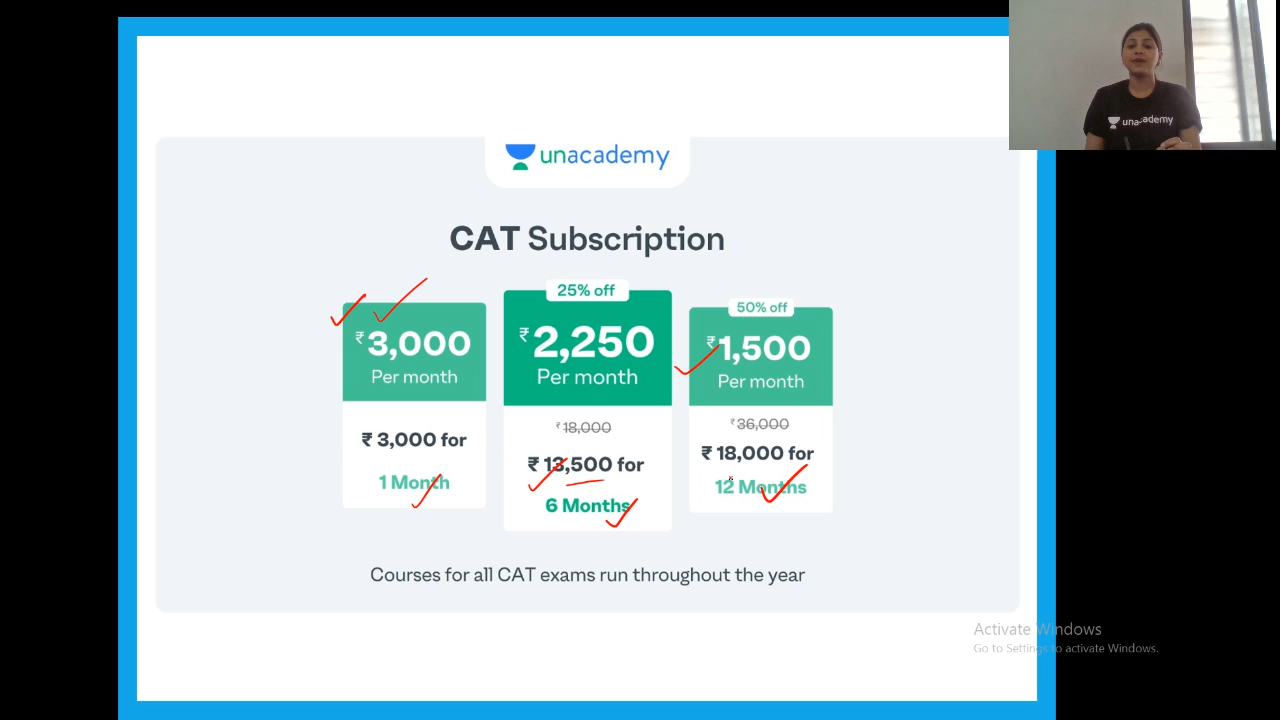 unacademy
CAT Subscription
₹3,000
Per month
₹ 3,000 for
1 Month
25% off
₹2,250
Per month
₹18,000
₹ 13,500 for
6 Months
50% off
₹1,500
Per month
₹36,000
₹ 18,000 for
12 Months
Courses for all CAT exams run throughout the year
unacademy
Activate Windows
Go to Settings to activate Windows.